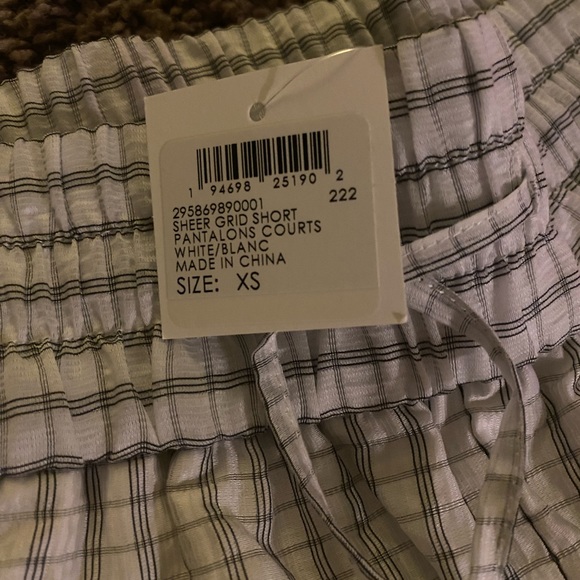 1 94698 25190 2
295869890001 222
SHEER GRID SHORT
PANTALONS COURTS
WHITE/BLANC
MADE IN CHINA
SIZE: XS